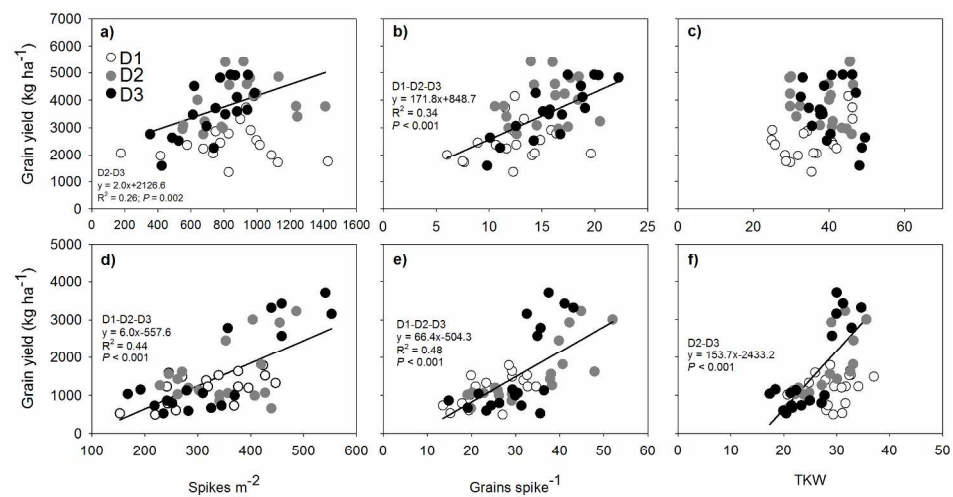 a)
D1
D2
D3
D2-D3
y = 2.0x+2126.6
R² = 0.26; P = 0.002
Grain yield (kg ha⁻¹)
7000
6000
5000
4000
3000
2000
1000
0
0 200 400 600 800 1000 1200 1400 1600
b)
D1-D2-D3
y = 171.8x+848.7
R² = 0.34
P < 0.001
0 5 10 15 20 25
c)
0 20 40 60
d)
D1-D2-D3
y = 6.0x-557.6
R² = 0.44
P < 0.001
Grain yield (kg ha⁻¹)
5000
4000
3000
2000
1000
0
100 200 300 400 500 600
Spikes m⁻²
e)
D1-D2-D3
y = 66.4x-504.3
R² = 0.48
P < 0.001
0 10 20 30 40 50 60
Grains spike⁻¹
f)
D2-D3
y = 153.7x-2433.2
P < 0.001
0 10 20 30 40 50
TKW